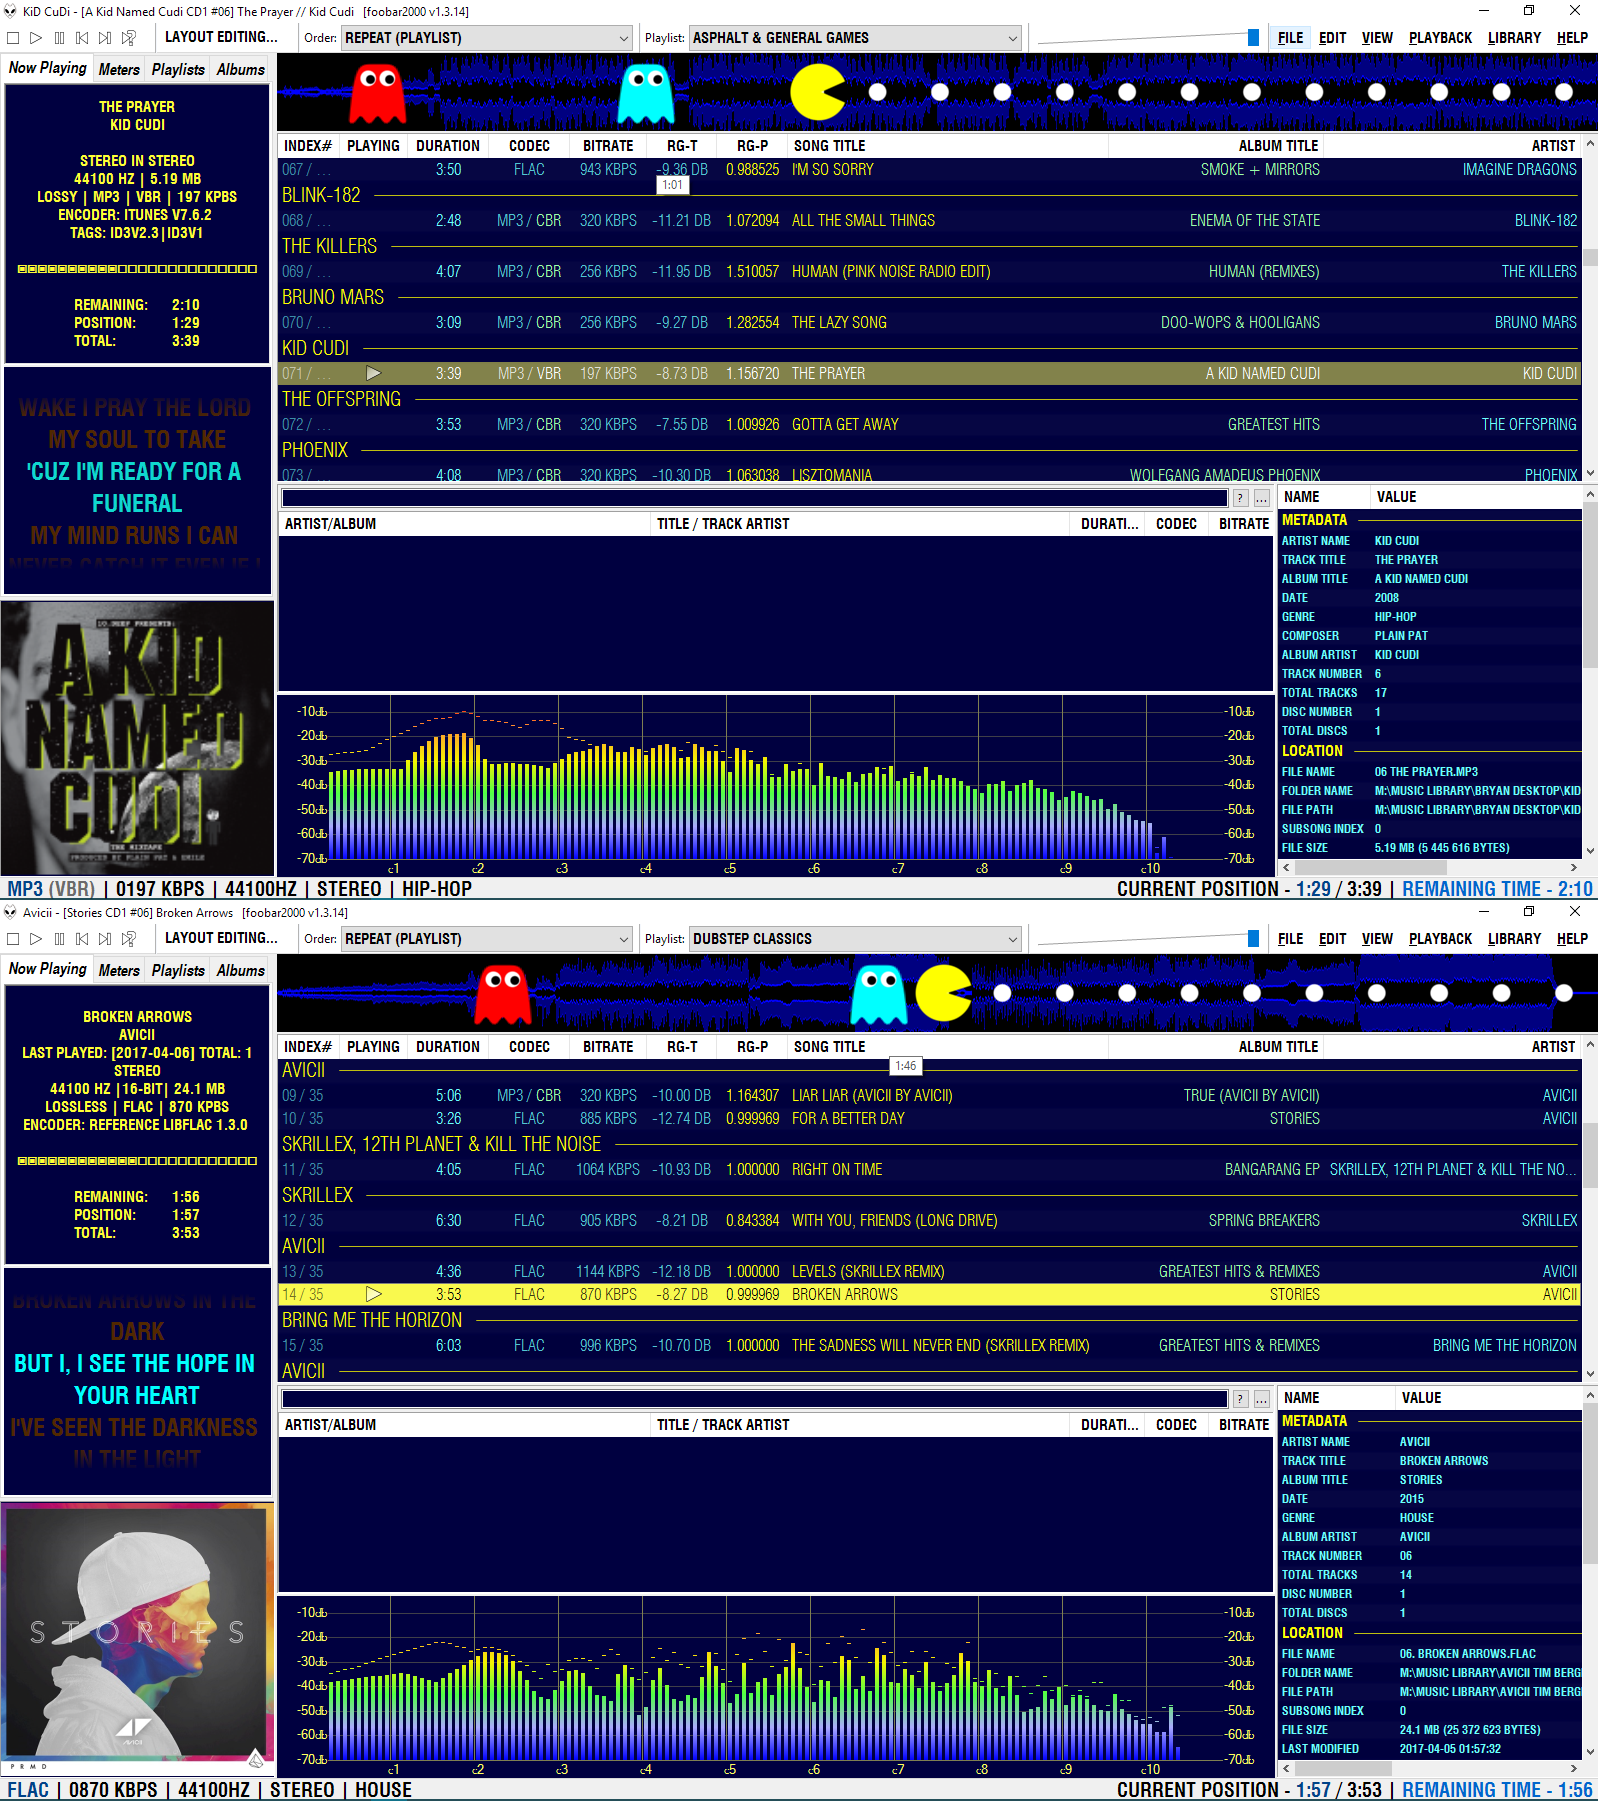 KiD CuDi - [A Kid Named Cudi CD1 #06] The Prayer // Kid Cudi   [foobar2000 v1.3.14]
LAYOUT EDITING... Order: REPEAT (PLAYLIST) Playlist: ASPHALT & GENERAL GAMES FILE EDIT VIEW PLAYBACK LIBRARY HELP
Now Playing Meters Playlists Albums
THE PRAYER
KID CUDI
STEREO IN STEREO
44100 HZ | 5.19 MB
LOSSY | MP3 | VBR | 197 KPBS
ENCODER: ITUNES V7.6.2
TAGS: ID3V2.3|ID3V1
REMAINING: 2:10
POSITION: 1:29
TOTAL: 3:39
WAKE I PRAY THE LORD
MY SOUL TO TAKE
'CUZ I'M READY FOR A
FUNERAL
MY MIND RUNS I CAN
NEVER CATCH IT EVEN IF I
A KID
NAMED
CUDI
THE MIXTAPE
PRODUCED BY PLAIN PAT & EMILE
INDEX# PLAYING DURATION CODEC BITRATE RG-T RG-P SONG TITLE ALBUM TITLE ARTIST
067 / ... 3:50 FLAC 943 KBPS -9.36 DB 0.988525 I'M SO SORRY SMOKE + MIRRORS IMAGINE DRAGONS
1:01
BLINK-182
068 / ... 2:48 MP3 / CBR 320 KBPS -11.21 DB 1.072094 ALL THE SMALL THINGS ENEMA OF THE STATE BLINK-182
THE KILLERS
069 / ... 4:07 MP3 / CBR 256 KBPS -11.95 DB 1.510057 HUMAN (PINK NOISE RADIO EDIT) HUMAN (REMIXES) THE KILLERS
BRUNO MARS
070 / ... 3:09 MP3 / CBR 256 KBPS -9.27 DB 1.282554 THE LAZY SONG DOO-WOPS & HOOLIGANS BRUNO MARS
KID CUDI
071 / ... 3:39 MP3 / VBR 197 KBPS -8.73 DB 1.156720 THE PRAYER A KID NAMED CUDI KID CUDI
THE OFFSPRING
072 / ... 3:53 MP3 / CBR 320 KBPS -7.55 DB 1.009926 GOTTA GET AWAY GREATEST HITS THE OFFSPRING
PHOENIX
073 / ... 4:08 MP3 / CBR 320 KBPS -10.30 DB 1.063038 LISZTOMANIA WOLFGANG AMADEUS PHOENIX PHOENIX
? ...
ARTIST/ALBUM TITLE / TRACK ARTIST DURATI... CODEC BITRATE
NAME VALUE
METADATA
ARTIST NAME KID CUDI
TRACK TITLE THE PRAYER
ALBUM TITLE A KID NAMED CUDI
DATE 2008
GENRE HIP-HOP
COMPOSER PLAIN PAT
ALBUM ARTIST KID CUDI
TRACK NUMBER 6
TOTAL TRACKS 17
DISC NUMBER 1
TOTAL DISCS 1
LOCATION
FILE NAME 06 THE PRAYER.MP3
FOLDER NAME M:\MUSIC LIBRARY\BRYAN DESKTOP\KID
FILE PATH M:\MUSIC LIBRARY\BRYAN DESKTOP\KID
SUBSONG INDEX 0
FILE SIZE 5.19 MB (5 445 616 BYTES)
-10db -10db
-20db -20db
-30db -30db
-40db -40db
-50db -50db
-60db -60db
-70db -70db
c1 c2 c3 c4 c5 c6 c7 c8 c9 c10
MP3 (VBR) | 0197 KBPS | 44100HZ | STEREO | HIP-HOP CURRENT POSITION - 1:29 / 3:39 | REMAINING TIME - 2:10
Avicii - [Stories CD1 #06] Broken Arrows   [foobar2000 v1.3.14]
LAYOUT EDITING... Order: REPEAT (PLAYLIST) Playlist: DUBSTEP CLASSICS FILE EDIT VIEW PLAYBACK LIBRARY HELP
Now Playing Meters Playlists Albums
BROKEN ARROWS
AVICII
LAST PLAYED: [2017-04-06] TOTAL: 1
STEREO
44100 HZ |16-BIT| 24.1 MB
LOSSLESS | FLAC | 870 KPBS
ENCODER: REFERENCE LIBFLAC 1.3.0
REMAINING: 1:56
POSITION: 1:57
TOTAL: 3:53
BROKEN ARROWS IN THE
DARK
BUT I, I SEE THE HOPE IN
YOUR HEART
I'VE SEEN THE DARKNESS
IN THE LIGHT
STORIES
AVICII
PRMD
INDEX# PLAYING DURATION CODEC BITRATE RG-T RG-P SONG TITLE ALBUM TITLE ARTIST
1:46
AVICII
09 / 35 5:06 MP3 / CBR 320 KBPS -10.00 DB 1.164307 LIAR LIAR (AVICII BY AVICII) TRUE (AVICII BY AVICII) AVICII
10 / 35 3:26 FLAC 885 KBPS -12.74 DB 0.999969 FOR A BETTER DAY STORIES AVICII
SKRILLEX, 12TH PLANET & KILL THE NOISE
11 / 35 4:05 FLAC 1064 KBPS -10.93 DB 1.000000 RIGHT ON TIME BANGARANG EP SKRILLEX, 12TH PLANET & KILL THE NO...
SKRILLEX
12 / 35 6:30 FLAC 905 KBPS -8.21 DB 0.843384 WITH YOU, FRIENDS (LONG DRIVE) SPRING BREAKERS SKRILLEX
AVICII
13 / 35 4:36 FLAC 1144 KBPS -12.18 DB 1.000000 LEVELS (SKRILLEX REMIX) GREATEST HITS & REMIXES AVICII
14 / 35 3:53 FLAC 870 KBPS -8.27 DB 0.999969 BROKEN ARROWS STORIES AVICII
BRING ME THE HORIZON
15 / 35 6:03 FLAC 996 KBPS -10.70 DB 1.000000 THE SADNESS WILL NEVER END (SKRILLEX REMIX) GREATEST HITS & REMIXES BRING ME THE HORIZON
AVICII
? ...
ARTIST/ALBUM TITLE / TRACK ARTIST DURATI... CODEC BITRATE
NAME VALUE
METADATA
ARTIST NAME AVICII
TRACK TITLE BROKEN ARROWS
ALBUM TITLE STORIES
DATE 2015
GENRE HOUSE
ALBUM ARTIST AVICII
TRACK NUMBER 06
TOTAL TRACKS 14
DISC NUMBER 1
TOTAL DISCS 1
LOCATION
FILE NAME 06. BROKEN ARROWS.FLAC
FOLDER NAME M:\MUSIC LIBRARY\AVICII TIM BERG
FILE PATH M:\MUSIC LIBRARY\AVICII TIM BERG
SUBSONG INDEX 0
FILE SIZE 24.1 MB (25 372 623 BYTES)
LAST MODIFIED 2017-04-05 01:57:32
-10db -10db
-20db -20db
-30db -30db
-40db -40db
-50db -50db
-60db -60db
-70db -70db
c1 c2 c3 c4 c5 c6 c7 c8 c9 c10
FLAC | 0870 KBPS | 44100HZ | STEREO | HOUSE CURRENT POSITION - 1:57 / 3:53 | REMAINING TIME - 1:56